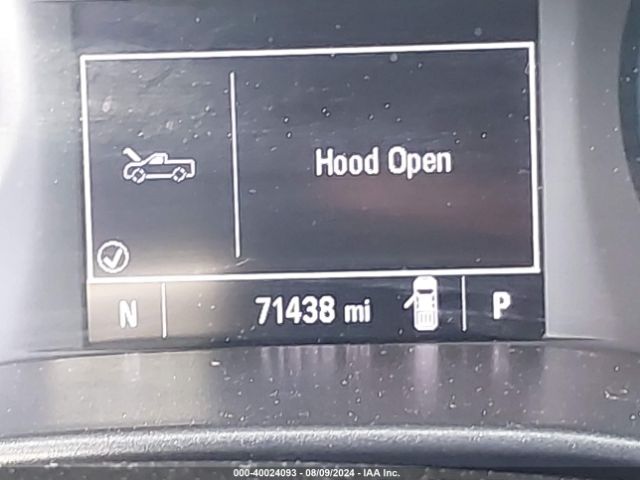 Hood Open
N 71438 mi P
000-40024093 - 08/09/2024 - IAA Inc.